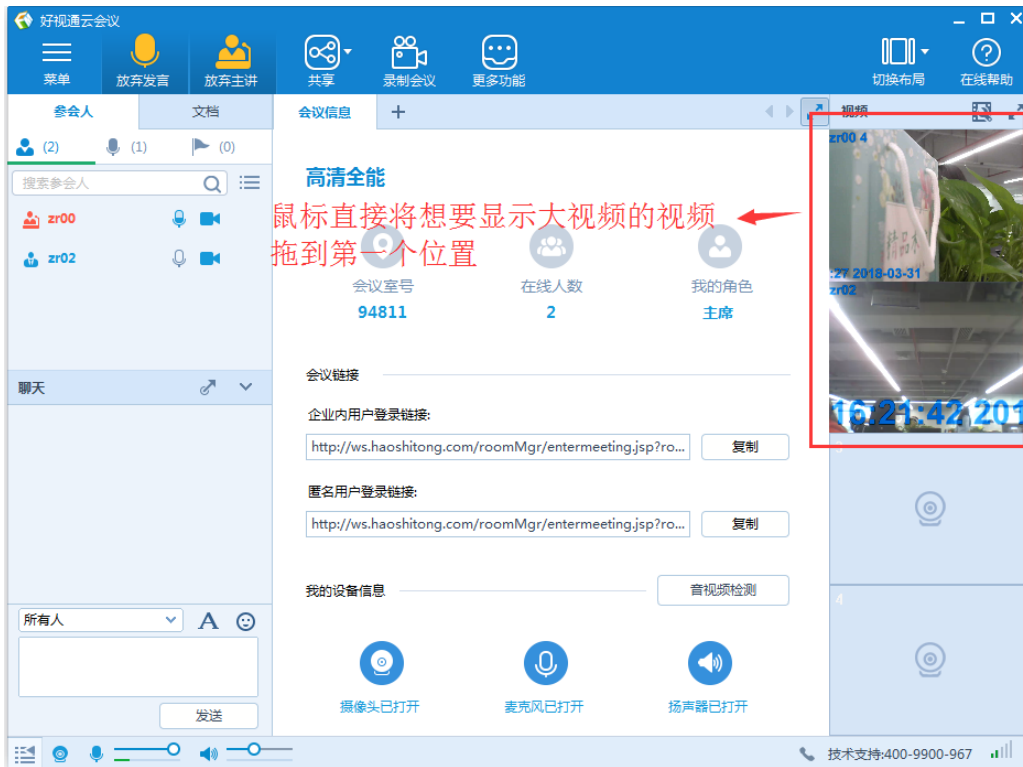 好视通云会议
菜单
放弃发言
放弃主讲
共享
录制会议
更多功能
切换布局
在线帮助
参会人
文档
会议信息
视频
(2)
(1)
(0)
搜索参会人
zr00
zr02
高清全能
鼠标直接将想要显示大视频的视频
拖到第一个位置
会议室号
在线人数
我的角色
94811
2
主席
会议链接
企业内用户登录链接:
http://ws.haoshitong.com/roomMgr/entermeeting.jsp?ro...
复制
匿名用户登录链接:
http://ws.haoshitong.com/roomMgr/entermeeting.jsp?ro...
复制
我的设备信息
音视频检测
摄像头已打开
麦克风已打开
扬声器已打开
聊天
所有人
A
发送
zr00 4
:27 2018-03-31
zr02
16:21:42 201
3
4
技术支持:400-9900-967